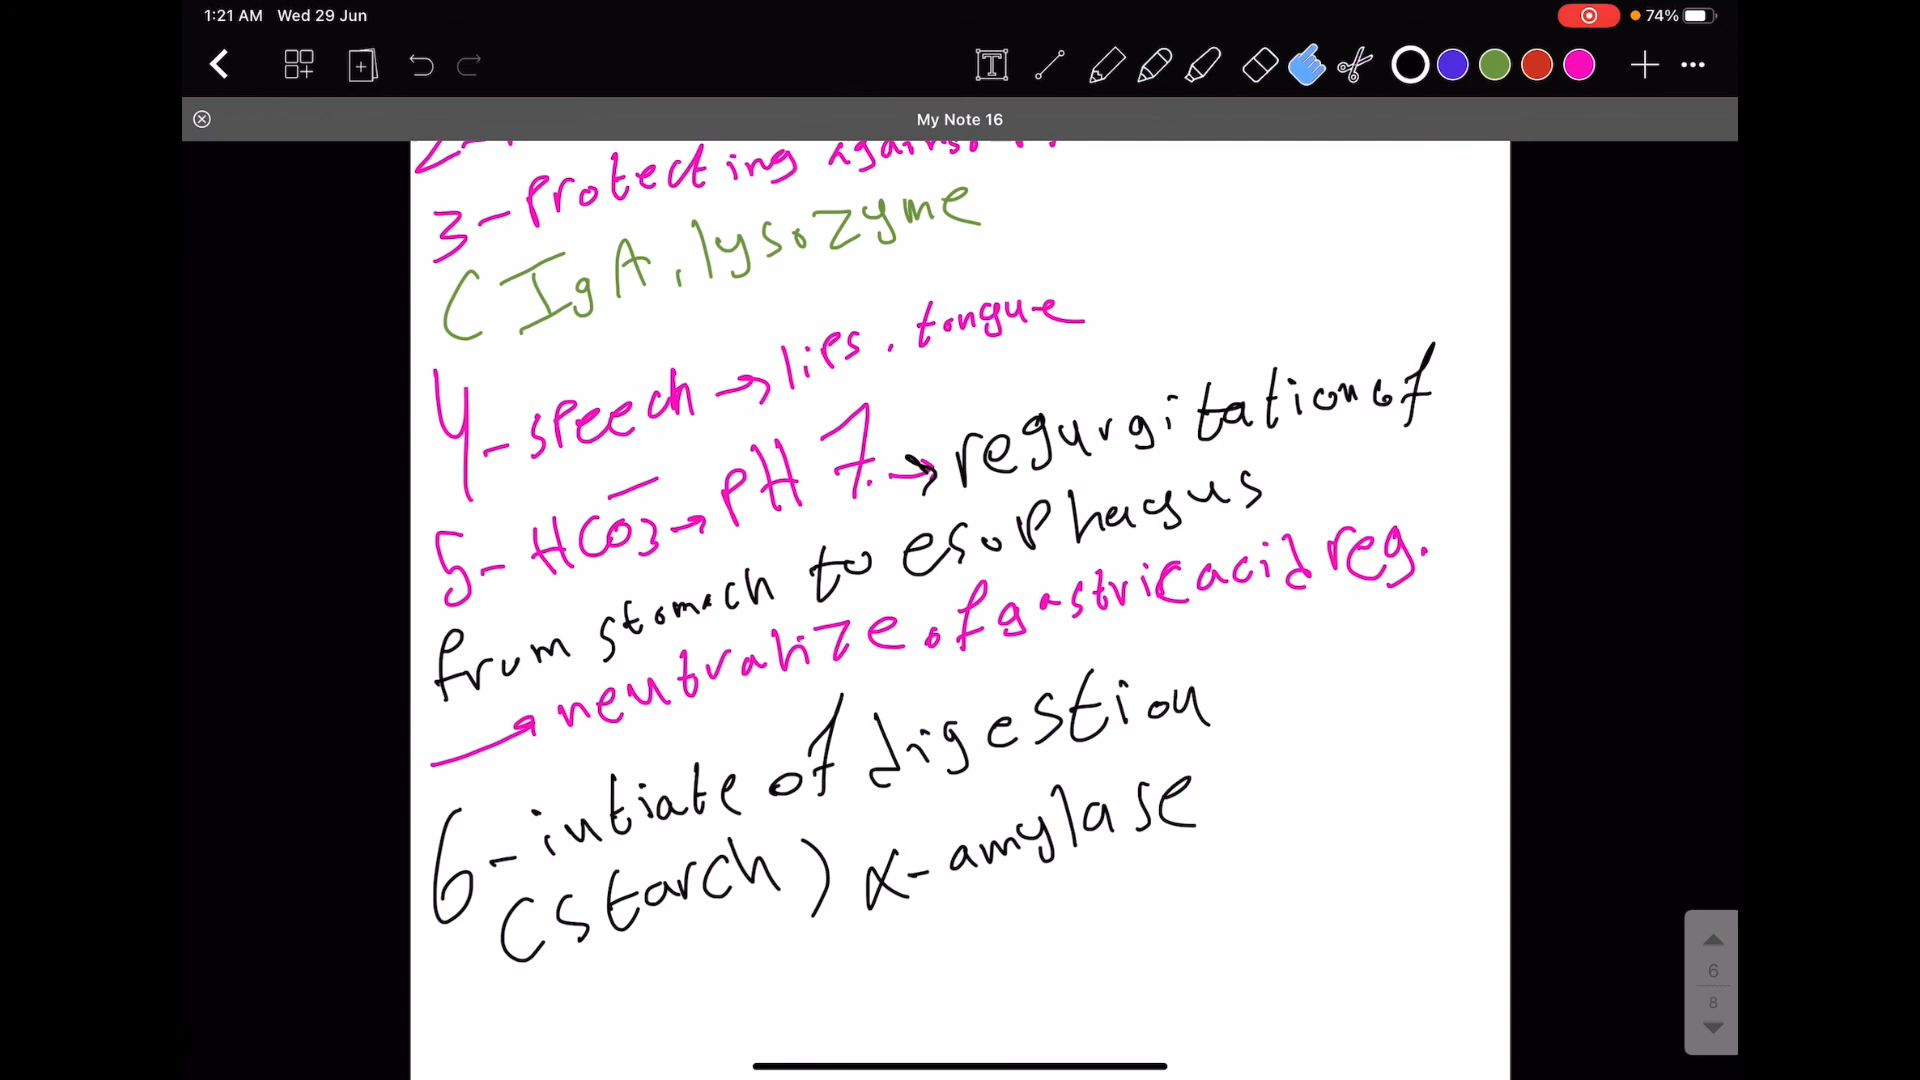 1:21 AM Wed 29 Jun
74%
My Note 16
2-
3- Protecting against
(IgA, lysozyme
4- speech → lips. tongue
5- HCO3 → pH 7. → regurgitation of
from stomach to esophagus
→ neutralize of gastric acid reg.
6- intiate of digestion
(starch) α-amylase
6
8